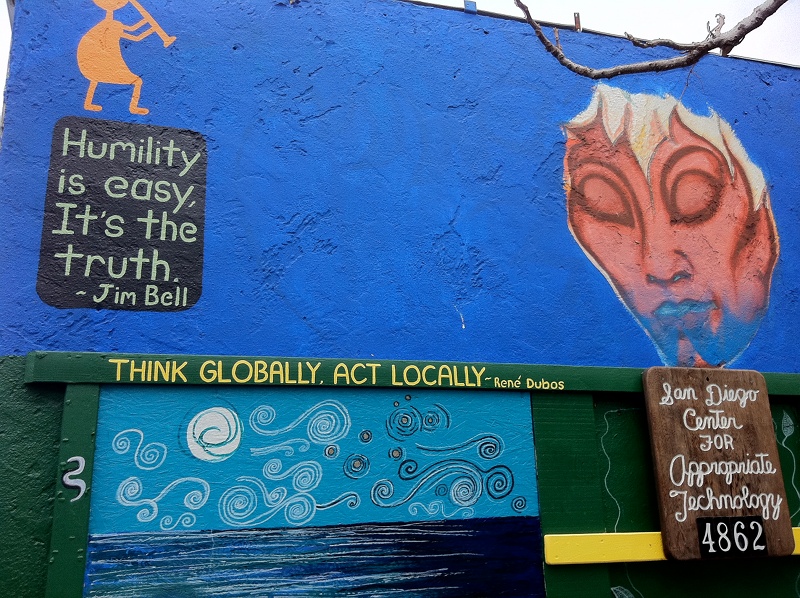 Humility
is easy,
It's the
truth.
~ Jim Bell
THINK GLOBALLY, ACT LOCALLY ~ René Dubos
San Diego
Center
FOR
Appropriate
Technology
4862